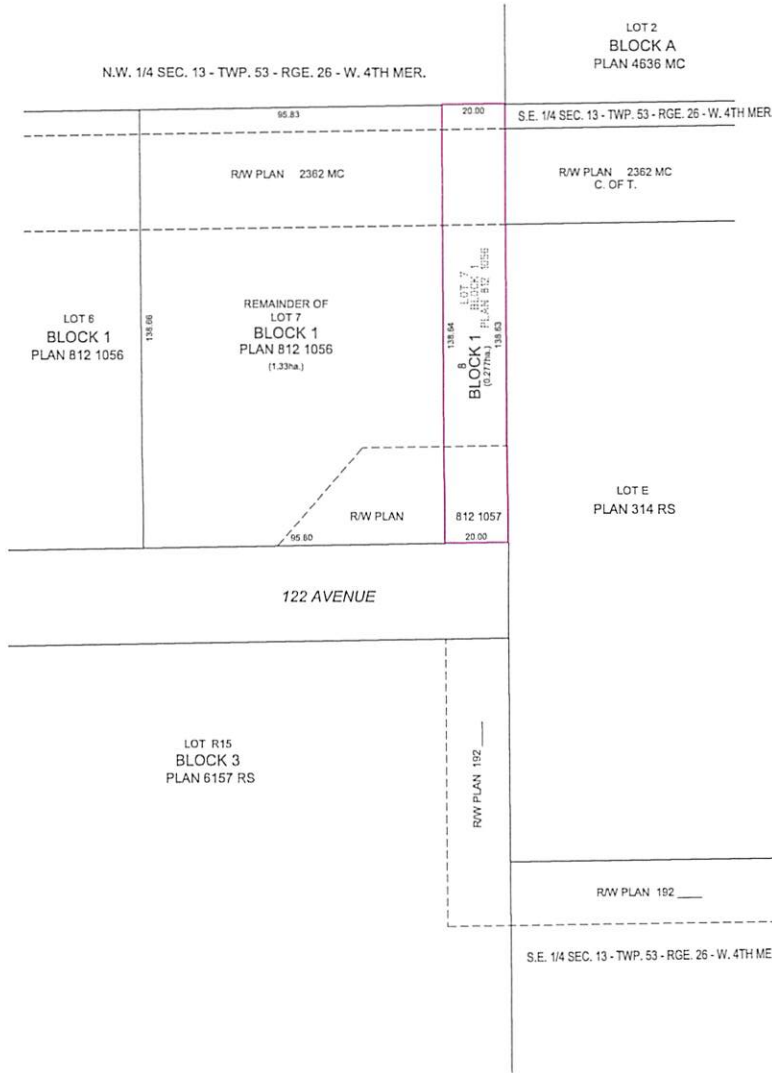 LOT 2
BLOCK A
PLAN 4636 MC
N.W. 1/4 SEC. 13 - TWP. 53 - RGE. 26 - W. 4TH MER.
95.83
20.00
S.E. 1/4 SEC. 13 - TWP. 53 - RGE. 26 - W. 4TH MER.
R/W PLAN 2362 MC
R/W PLAN 2362 MC
C. OF T.
LOT 6
BLOCK 1
PLAN 812 1056
138.66
REMAINDER OF
LOT 7
BLOCK 1
PLAN 812 1056
(1.33ha.)
138.64
8
BLOCK 1
(0.277ha.)
LOT 7
BLOCK 1
PLAN 812 1056
138.63
LOT E
PLAN 314 RS
R/W PLAN
812 1057
95.60
20.00
122 AVENUE
LOT R15
BLOCK 3
PLAN 6157 RS
R/W PLAN 192 ____
R/W PLAN 192 ____
S.E. 1/4 SEC. 13 - TWP. 53 - RGE. 26 - W. 4TH ME